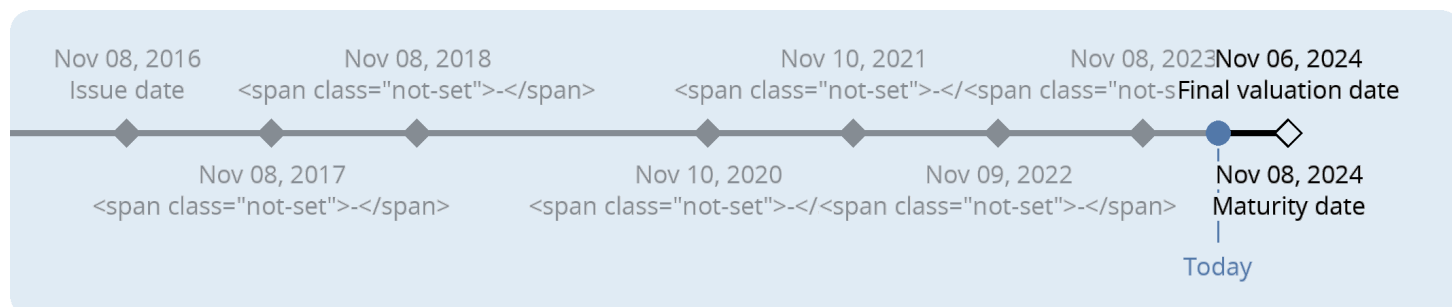 Nov 08, 2016
Issue date
Nov 08, 2018
<span class="not-set">-</span>
Nov 10, 2021
<span class="not-set">-</
Nov 08, 2023
<span class="not-s
Nov 06, 2024
Final valuation date
Nov 08, 2017
<span class="not-set">-</span>
Nov 10, 2020
<span class="not-set">-</
Nov 09, 2022
<span class="not-set">-</span>
Nov 08, 2024
Maturity date
Today